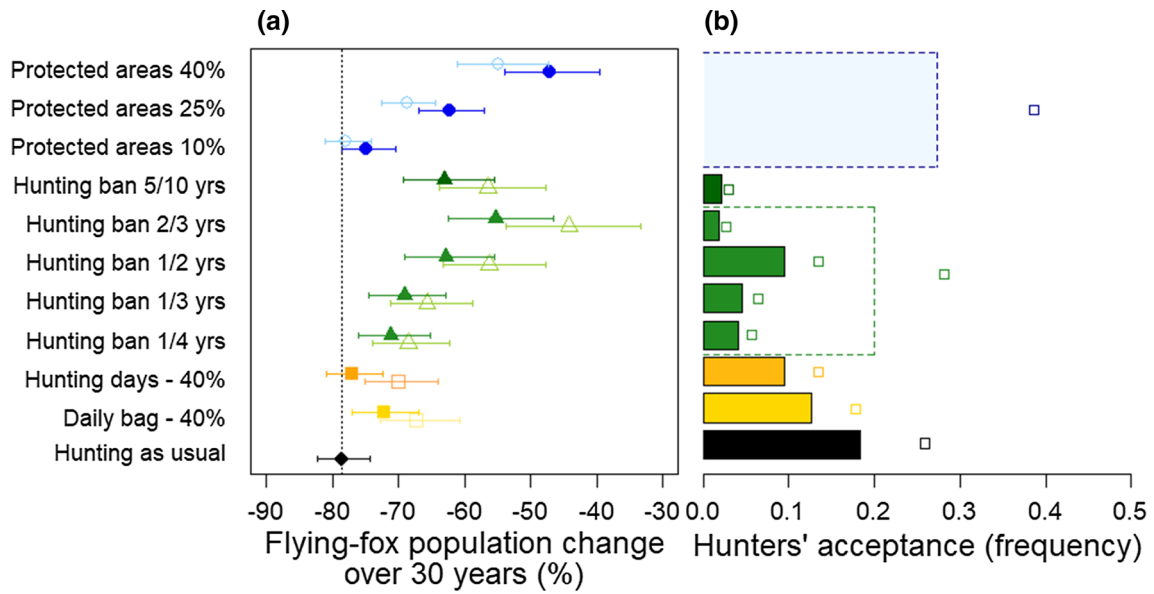 (a)
(b)
Protected areas 40%
Protected areas 25%
Protected areas 10%
Hunting ban 5/10 yrs
Hunting ban 2/3 yrs
Hunting ban 1/2 yrs
Hunting ban 1/3 yrs
Hunting ban 1/4 yrs
Hunting days - 40%
Daily bag - 40%
Hunting as usual
-90 -80 -70 -60 -50 -40 -30
0.0 0.1 0.2 0.3 0.4 0.5
Flying-fox population change
over 30 years (%)
Hunters' acceptance (frequency)